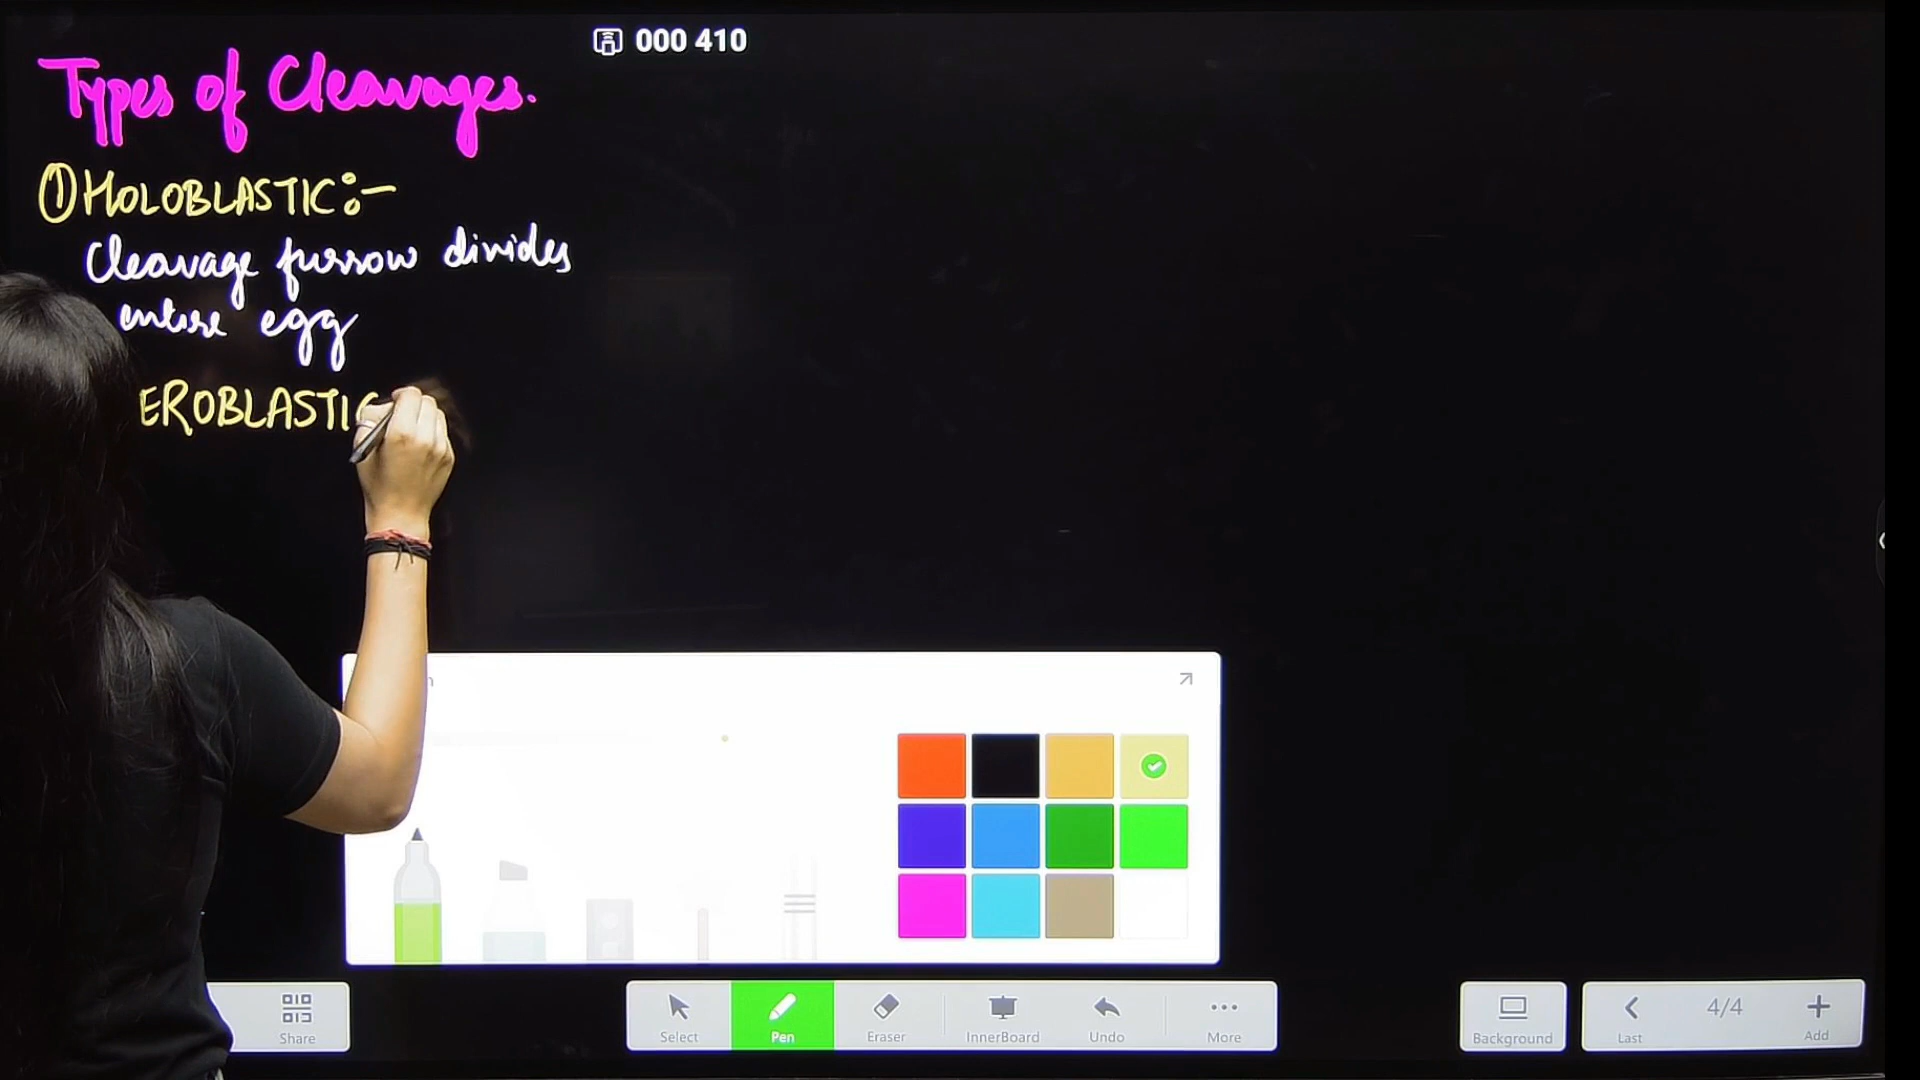 000 410
Types of Cleavages.
① HOLOBLASTIC:-
Cleavage furrow divides
entire egg
EROBLASTIC
Share
Select
Pen
Eraser
InnerBoard
Undo
More
Background
Last
4/4
Add